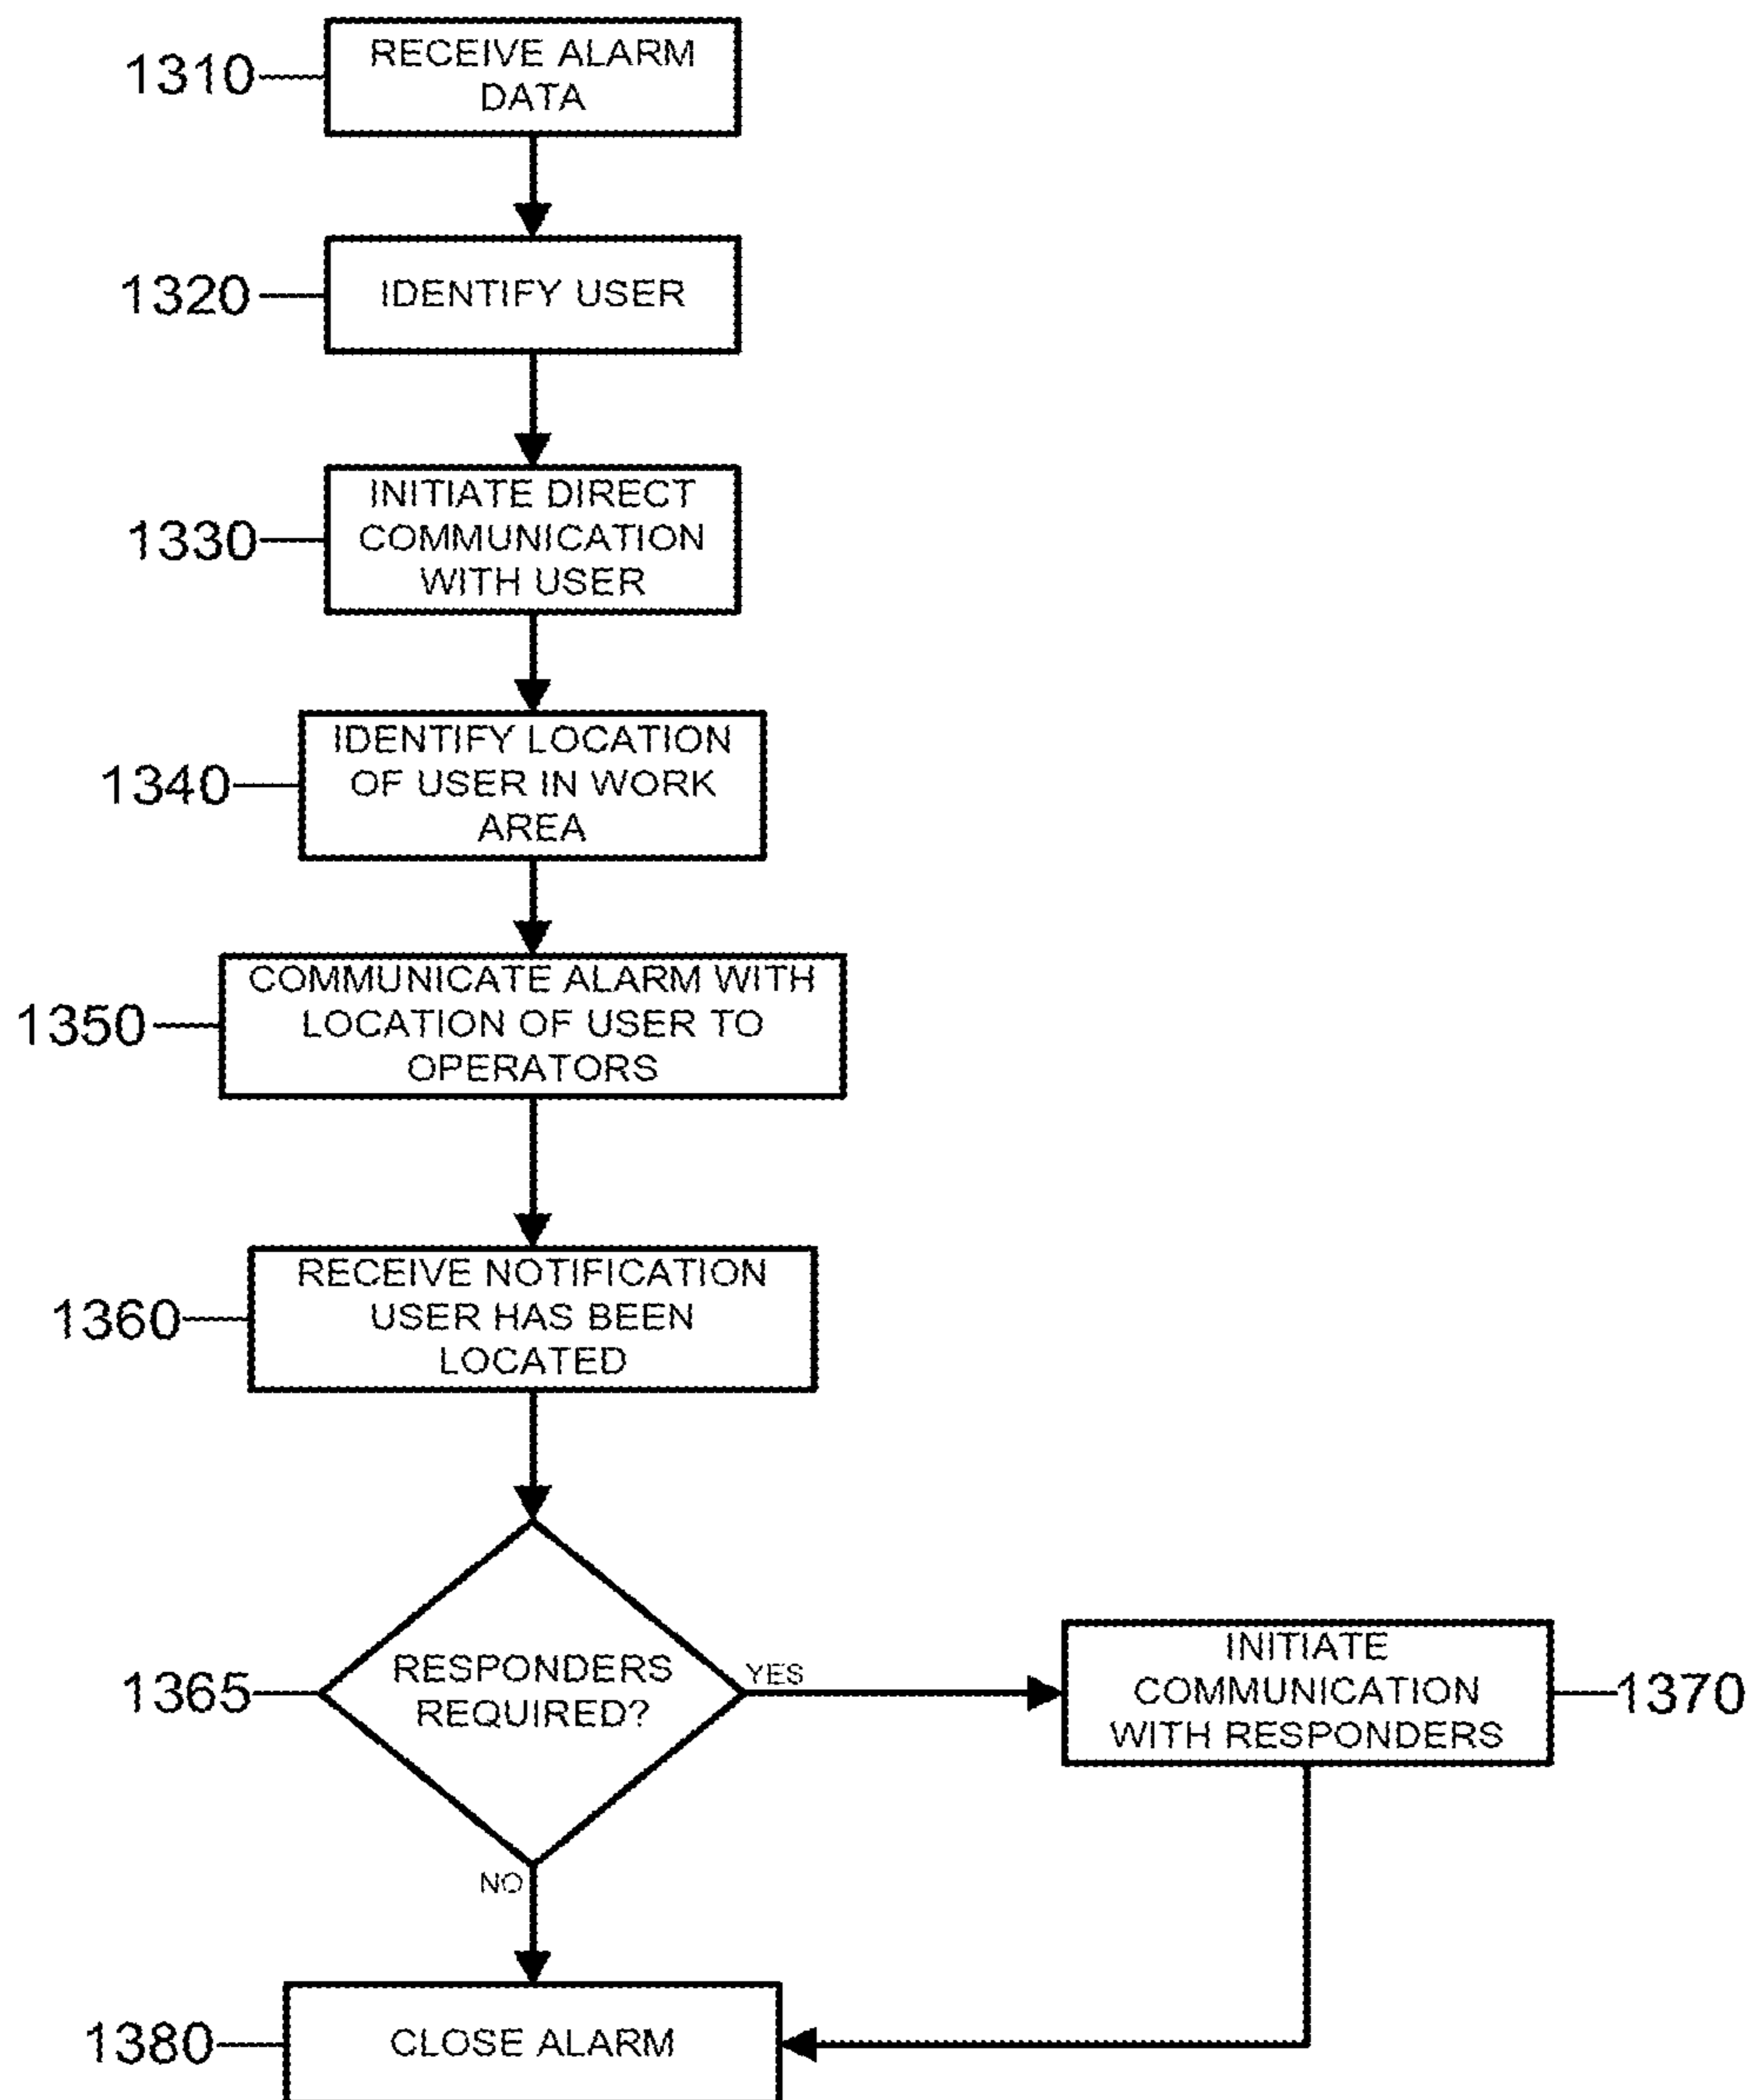 1310
RECEIVE ALARM
DATA
1320
IDENTIFY USER
1330
INITIATE DIRECT
COMMUNICATION
WITH USER
1340
IDENTIFY LOCATION
OF USER IN WORK
AREA
1350
COMMUNICATE ALARM WITH
LOCATION OF USER TO
OPERATORS
1360
RECEIVE NOTIFICATION
USER HAS BEEN
LOCATED
1365
RESPONDERS
REQUIRED?
YES
INITIATE
COMMUNICATION
WITH RESPONDERS
1370
NO
1380
CLOSE ALARM